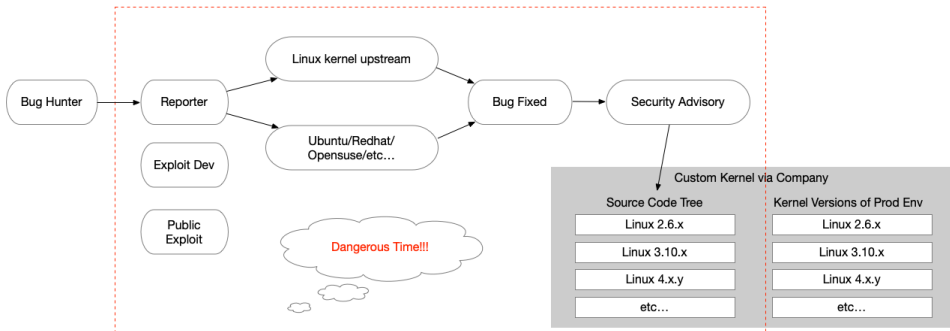 Linux kernel upstream
Bug Hunter
Reporter
Bug Fixed
Security Advisory
Ubuntu/Redhat/
Opensuse/etc…
Exploit Dev
Public
Exploit
Dangerous Time!!!
Custom Kernel via Company
Source Code Tree
Linux 2.6.x
Linux 3.10.x
Linux 4.x.y
etc…
Kernel Versions of Prod Env
Linux 2.6.x
Linux 3.10.x
Linux 4.x.y
etc…